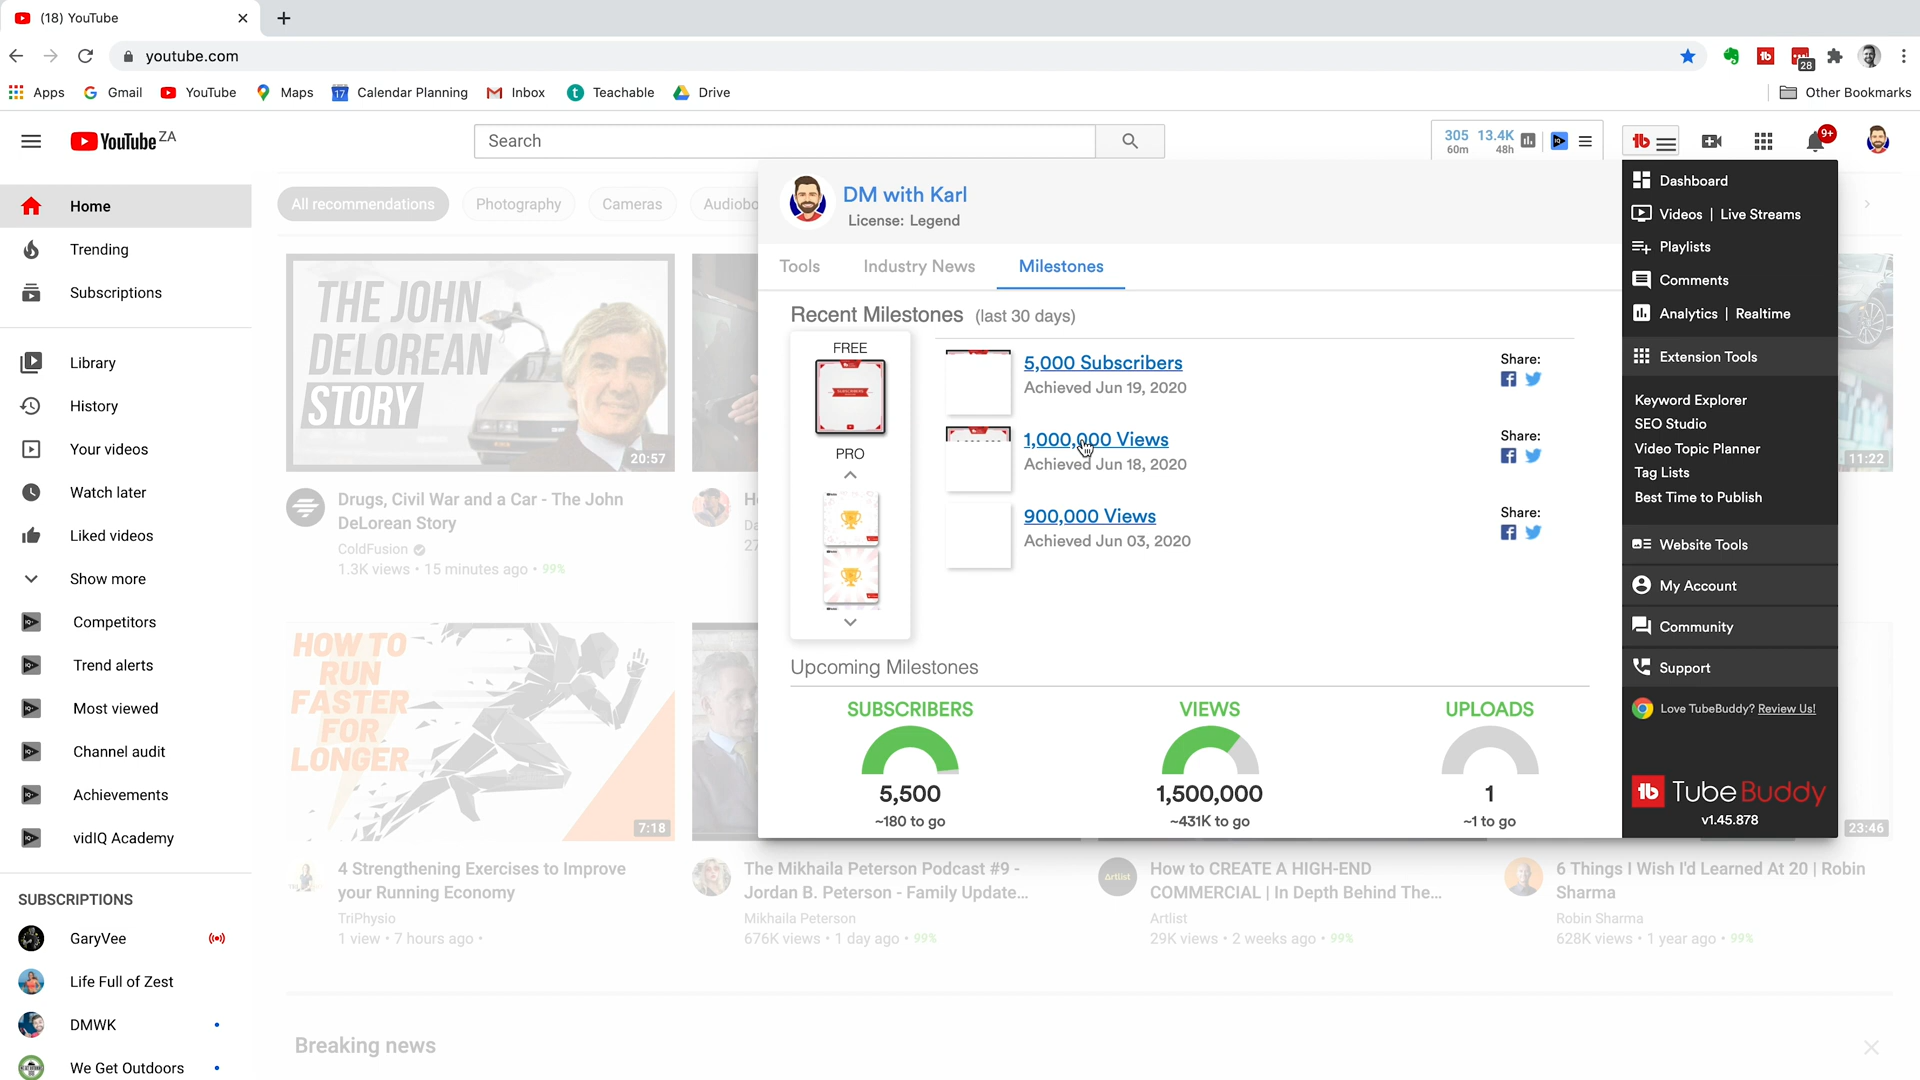 (18) YouTube
youtube.com
28
Apps
Gmail
YouTube
Maps
17
Calendar Planning
Inbox
Teachable
Drive
Other Bookmarks
YouTube ZA
Search
305 13.4K
60m 48h
9+
Home
Trending
Subscriptions
Library
History
Your videos
Watch later
Liked videos
Show more
Competitors
Trend alerts
Most viewed
Channel audit
Achievements
vidIQ Academy
SUBSCRIPTIONS
GaryVee
Life Full of Zest
DMWK
We Get Outdoors
All recommendations
Photography
Cameras
Audiobo
THE JOHN
DELOREAN
STORY
20:57
Drugs, Civil War and a Car - The John
DeLorean Story
ColdFusion
1.3K views • 15 minutes ago • 99%
11:22
HOW TO
RUN
FASTER
FOR
LONGER
7:18
4 Strengthening Exercises to Improve
your Running Economy
TriPhysio
1 view • 7 hours ago •
The Mikhaila Peterson Podcast #9 -
Jordan B. Peterson - Family Update...
Mikhaila Peterson
676K views • 1 day ago • 99%
Artlist
How to CREATE A HIGH-END
COMMERCIAL | In Depth Behind The...
Artlist
29K views • 2 weeks ago • 99%
23:46
6 Things I Wish I'd Learned At 20 | Robin
Sharma
Robin Sharma
628K views • 1 year ago • 99%
Breaking news
DM with Karl
License: Legend
Tools
Industry News
Milestones
Recent Milestones (last 30 days)
FREE
PRO
5,000 Subscribers
Achieved Jun 19, 2020
Share:
1,000,000 Views
Achieved Jun 18, 2020
Share:
900,000 Views
Achieved Jun 03, 2020
Share:
Upcoming Milestones
SUBSCRIBERS
5,500
~180 to go
VIEWS
1,500,000
~431K to go
UPLOADS
1
~1 to go
Dashboard
Videos | Live Streams
Playlists
Comments
Analytics | Realtime
Extension Tools
Keyword Explorer
SEO Studio
Video Topic Planner
Tag Lists
Best Time to Publish
Website Tools
My Account
Community
Support
Love TubeBuddy? Review Us!
TubeBuddy
v1.45.878